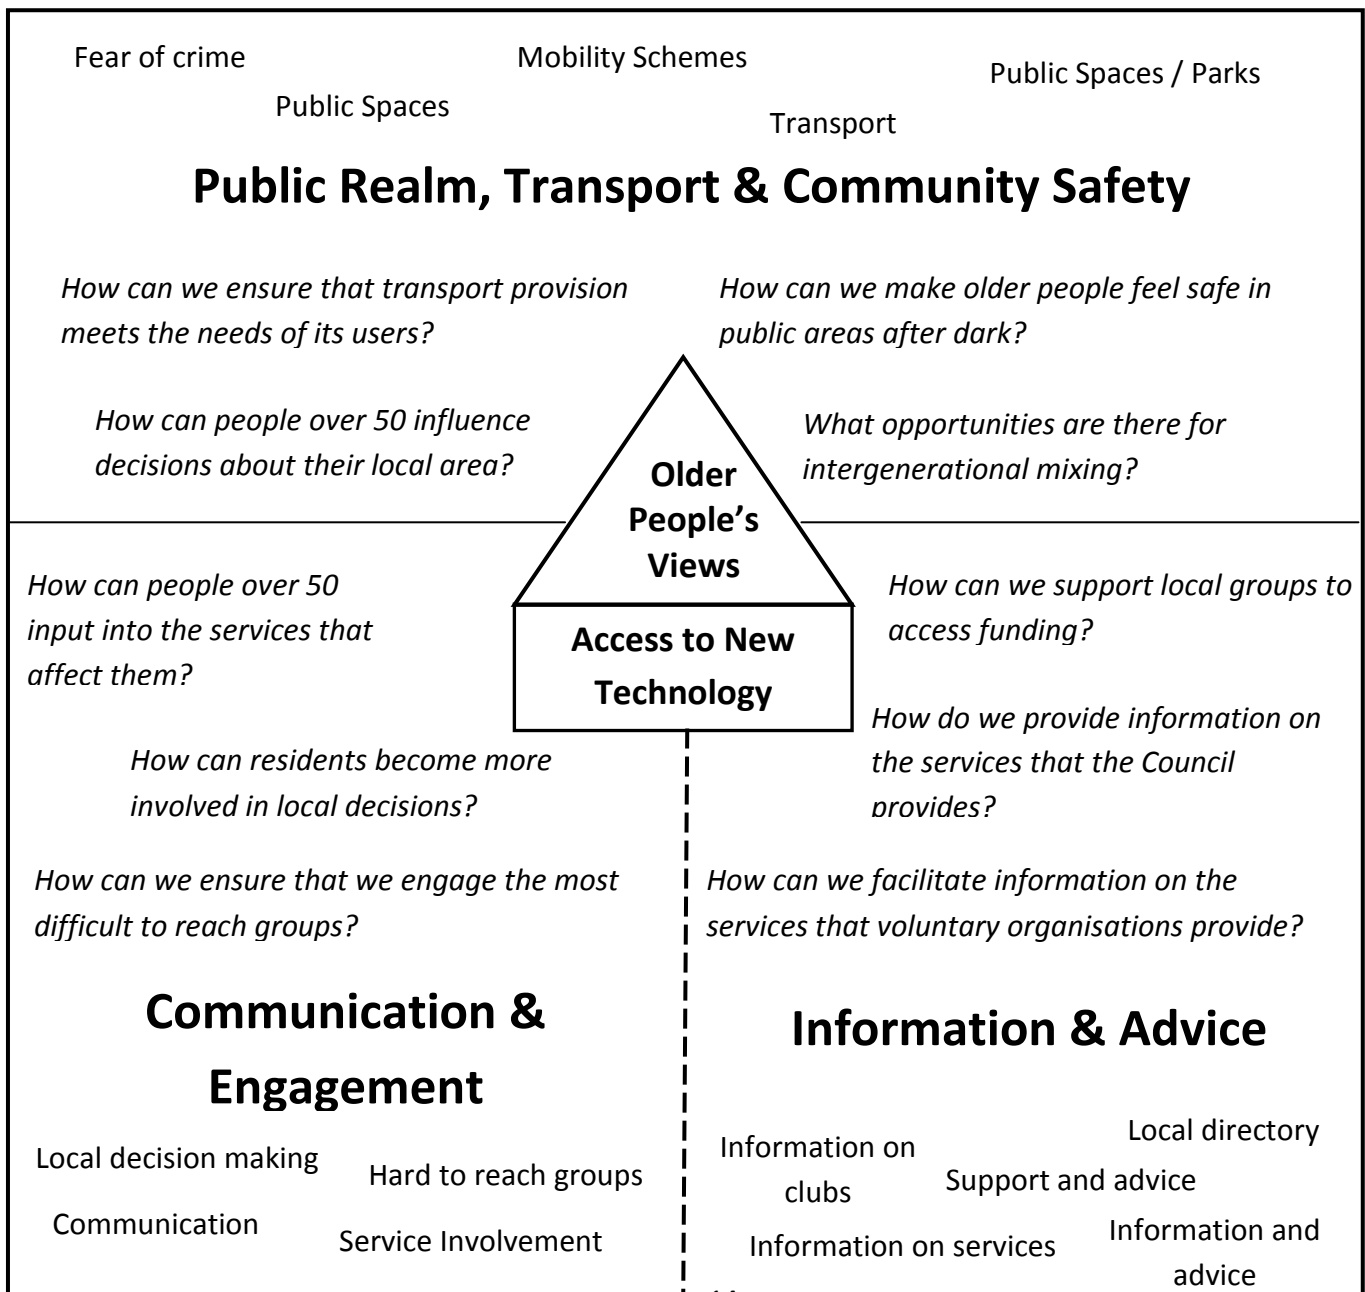 Fear of crime
Mobility Schemes
Public Spaces / Parks
Public Spaces
Transport
Public Realm, Transport & Community Safety
How can we ensure that transport provision
meets the needs of its users?
How can we make older people feel safe in
public areas after dark?
How can people over 50 influence
decisions about their local area?
What opportunities are there for
intergenerational mixing?
Older
People’s
Views
Access to New
Technology
How can people over 50
input into the services that
affect them?
How can we support local groups to
access funding?
How can residents become more
involved in local decisions?
How do we provide information on
the services that the Council
provides?
How can we ensure that we engage the most
difficult to reach groups?
How can we facilitate information on the
services that voluntary organisations provide?
Communication &
Engagement
Information & Advice
Local decision making
Hard to reach groups
Communication
Service Involvement
Information on
clubs
Local directory
Support and advice
Information on services
Information and
advice